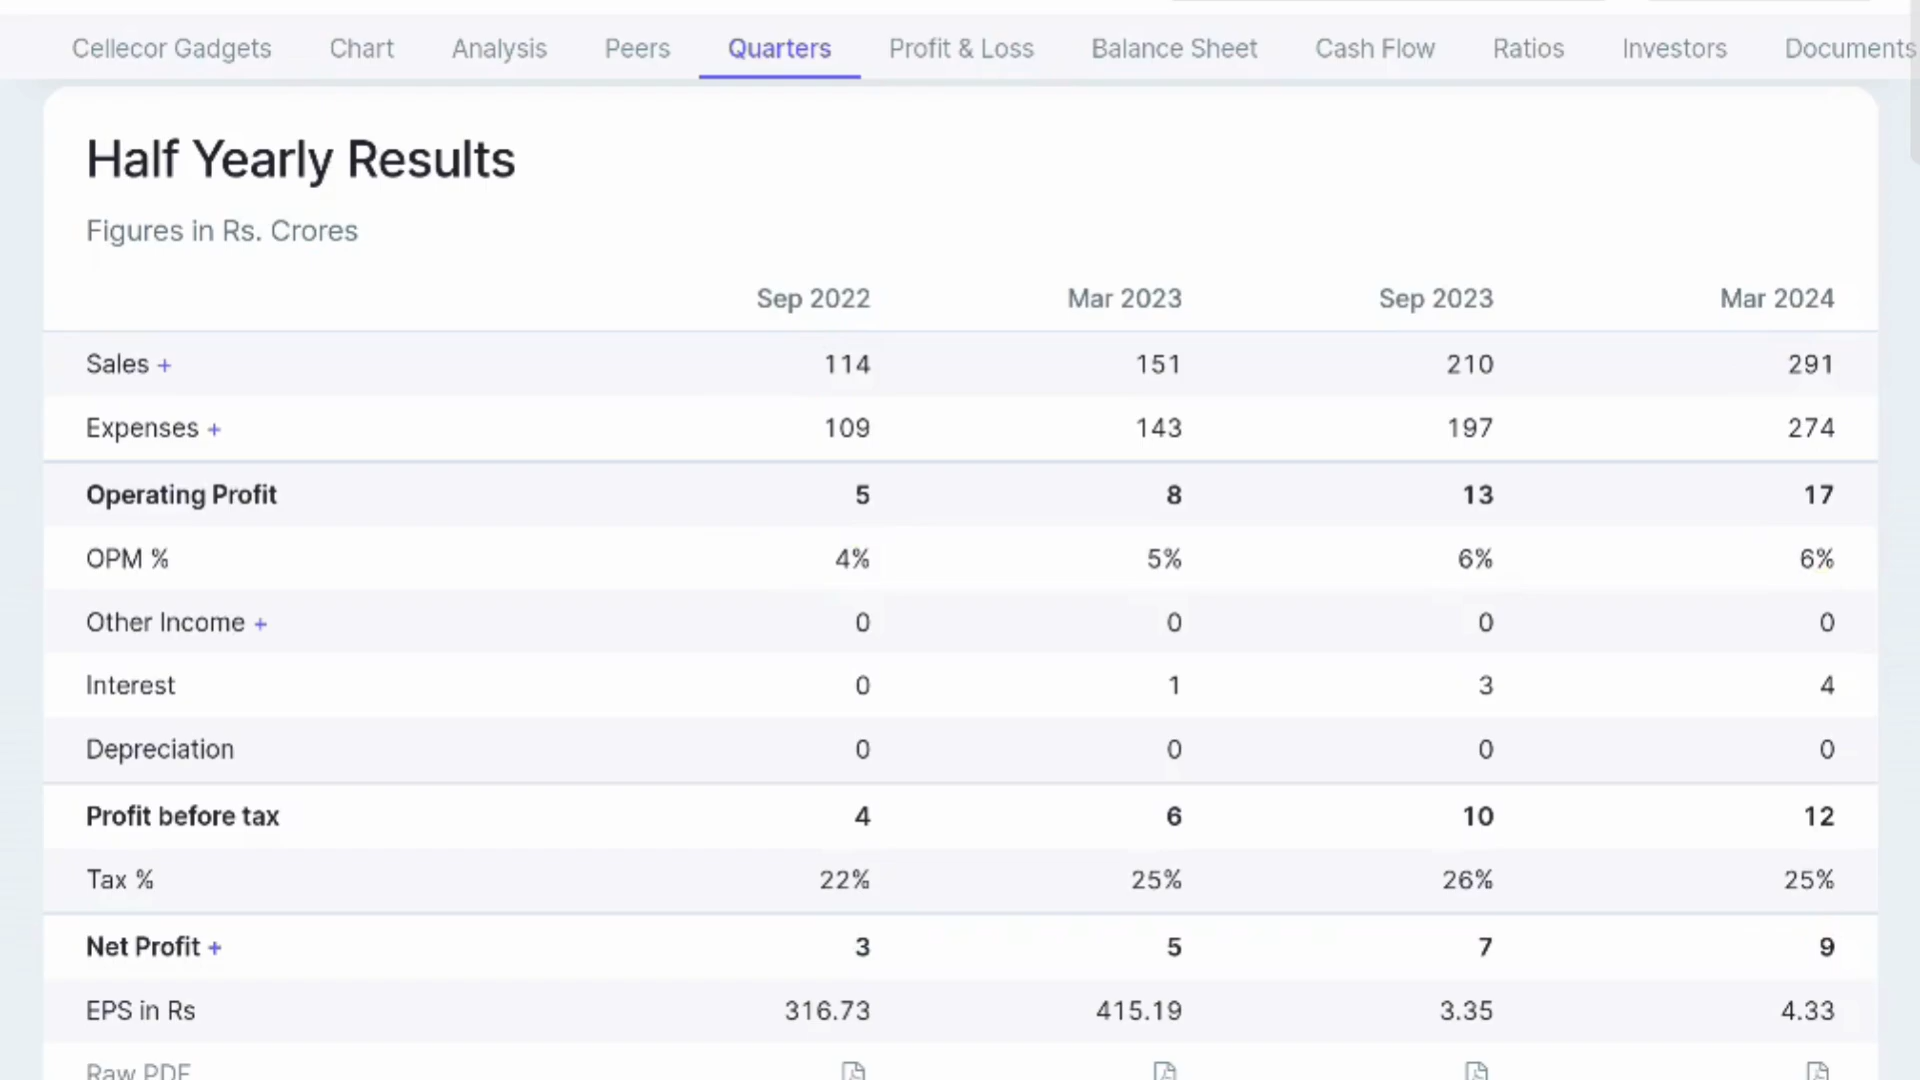 Cellecor Gadgets Chart Analysis Peers Quarters Profit & Loss Balance Sheet Cash Flow Ratios Investors Documents
Half Yearly Results
Figures in Rs. Crores
Sep 2022 Mar 2023 Sep 2023 Mar 2024
Sales + 114 151 210 291
Expenses + 109 143 197 274
Operating Profit 5 8 13 17
OPM % 4% 5% 6% 6%
Other Income + 0 0 0 0
Interest 0 1 3 4
Depreciation 0 0 0 0
Profit before tax 4 6 10 12
Tax % 22% 25% 26% 25%
Net Profit + 3 5 7 9
EPS in Rs 316.73 415.19 3.35 4.33
Raw PDF